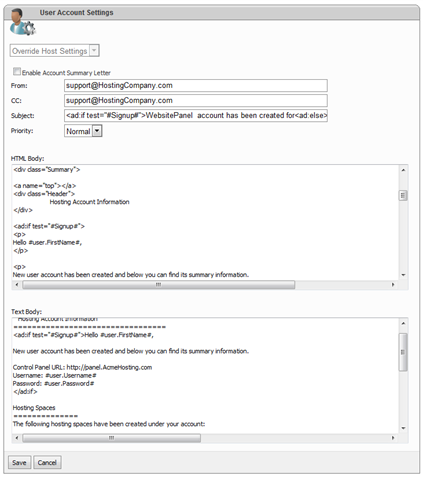 User Account Settings
Override Host Settings
Enable Account Summary Letter
From: support@HostingCompany.com
CC: support@HostingCompany.com
Subject: <ad:if test="#Signup#">WebsitePanel  account has been created for<ad:else>
Priority: Normal
HTML Body:
<div class="Summary">
<a name="top"></a>
<div class="Header">
Hosting Account Information
</div>
<ad:if test="#Signup#">
<p>
Hello #user.FirstName#,
</p>
<p>
New user account has been created and below you can find its summary information.
Text Body:
Hosting Account Information
=================================
<ad:if test="#Signup#">Hello #user.FirstName#,
New user account has been created and below you can find its summary information.
Control Panel URL: http://panel.AcmeHosting.com
Username: #user.Username#
Password: #user.Password#
</ad:if>
Hosting Spaces
==============
The following hosting spaces have been created under your account:
Save Cancel